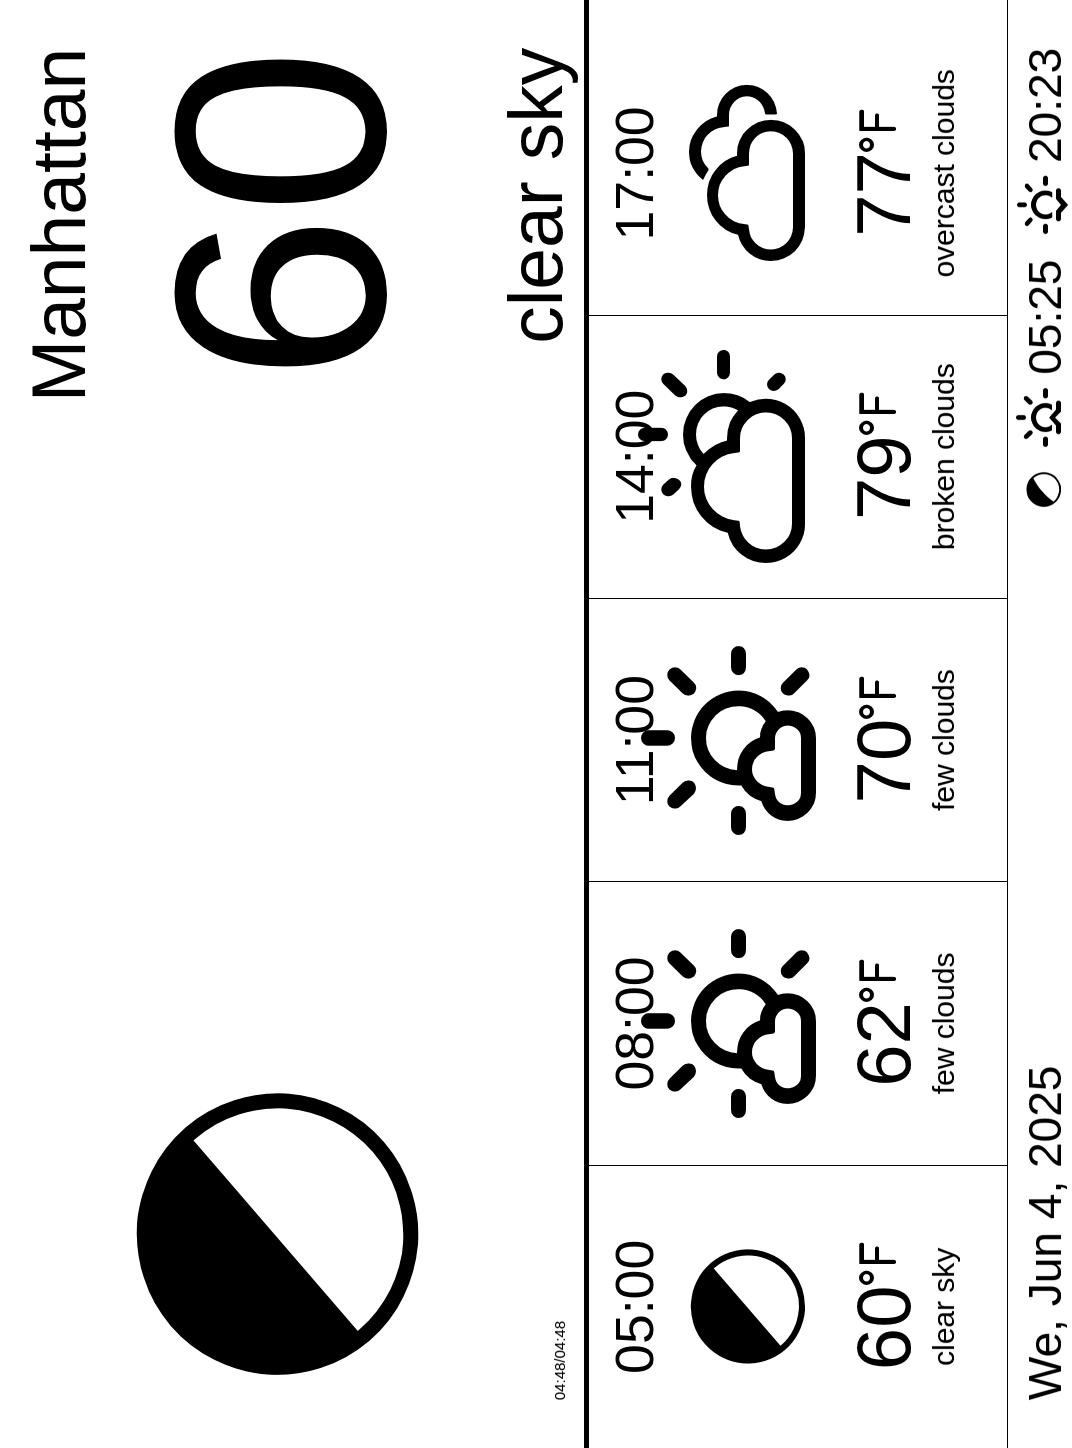 Manhattan
60
clear sky
04:48/04:48
05:00
08:00
11:00
14:00
17:00
60°F
62°F
70°F
79°F
77°F
clear sky
few clouds
few clouds
broken clouds
overcast clouds
We, Jun 4, 2025
05:25
20:23